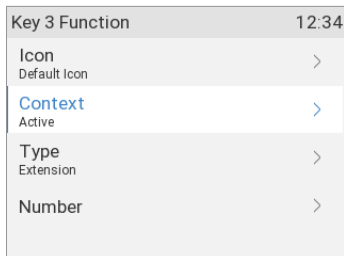 Key 3 Function 12:34
Icon
Default Icon
Context
Active
Type
Extension
Number